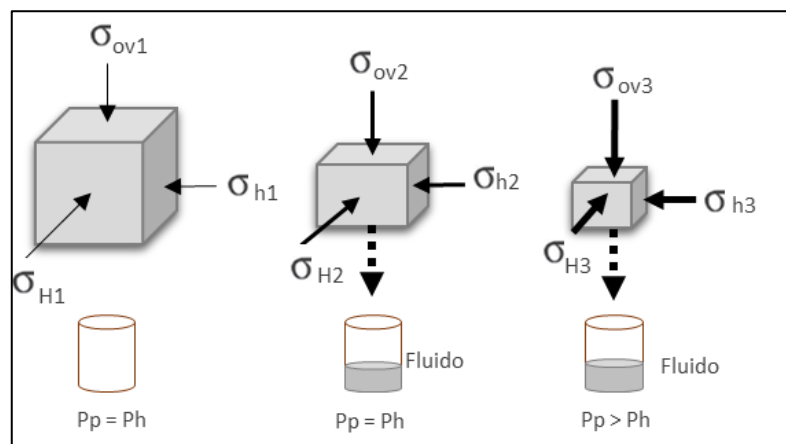 σov1
σh1
σH1
Pp = Ph
σov2
σh2
σH2
Fluido
Pp = Ph
σov3
σh3
σH3
Fluido
Pp > Ph